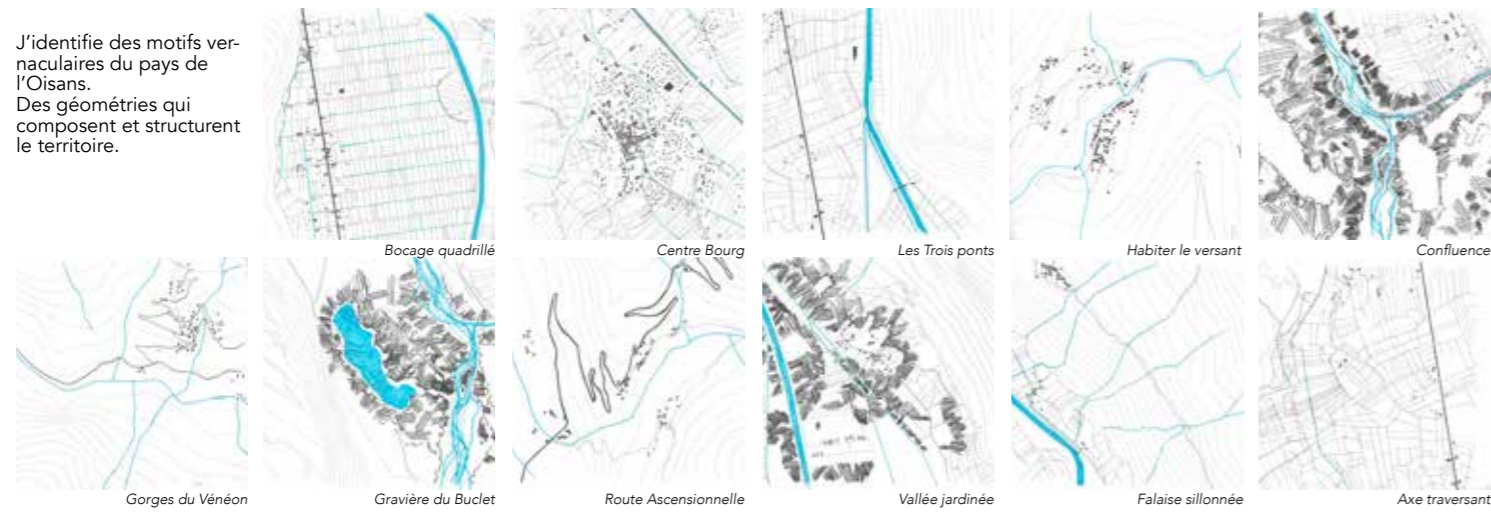 J'identifie des motifs ver-
naculaires du pays de
l'Oisans.
Des géométries qui
composent et structurent
le territoire.
Bocage quadrillé
Centre Bourg
Les Trois ponts
Habiter le versant
Confluence
Gorges du Vénéon
Gravière du Buclet
Route Ascensionnelle
Vallée jardinée
Falaise sillonnée
Axe traversant